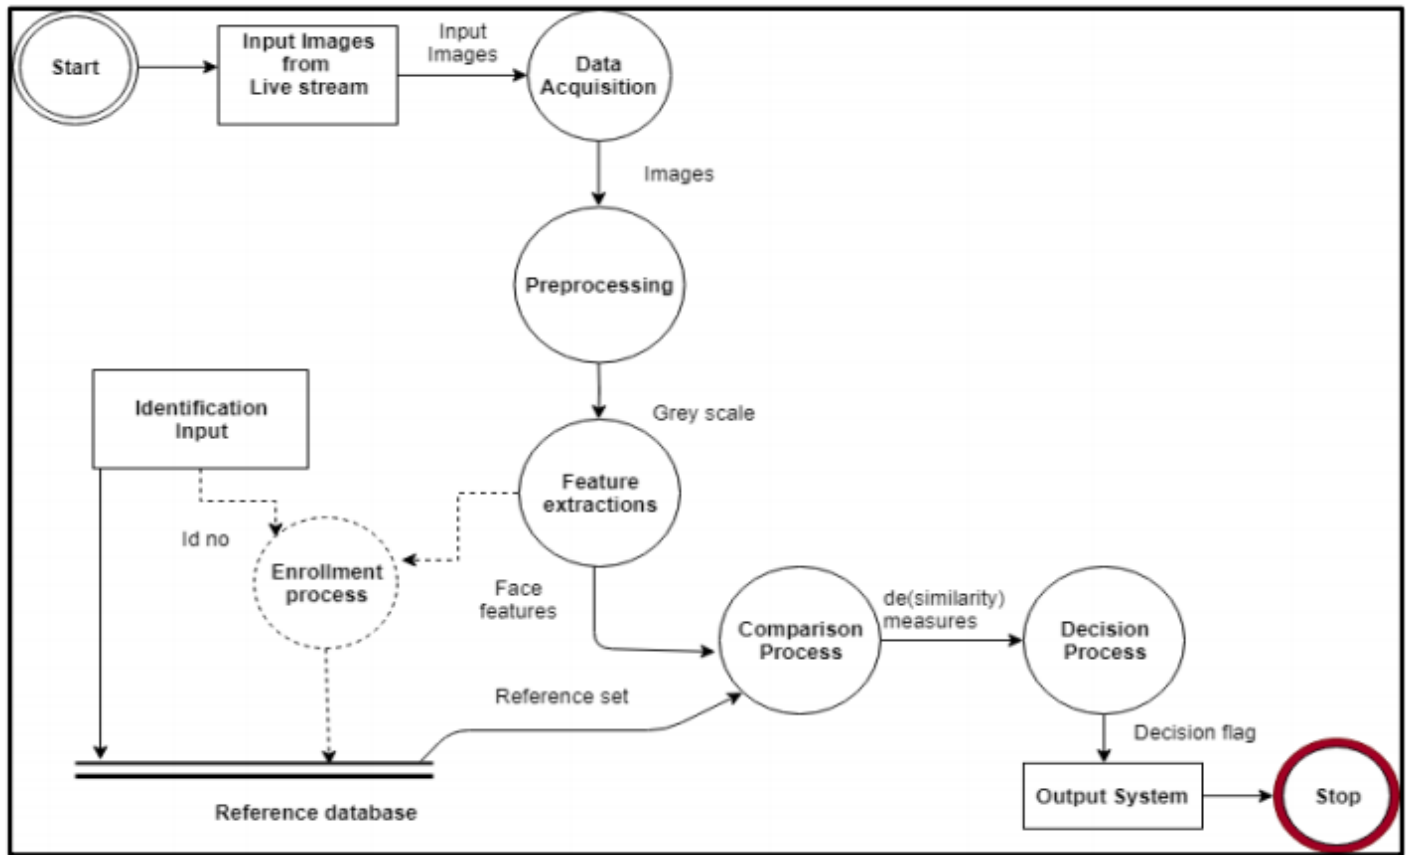 Start
Input Images
from
Live stream
Input
Images
Data
Acquisition
Images
Preprocessing
Grey scale
Identification
Input
Feature
extractions
Id no
Enrollment
process
Face
features
Comparison
Process
de(similarity)
measures
Decision
Process
Reference set
Decision flag
Output System
Stop
Reference database